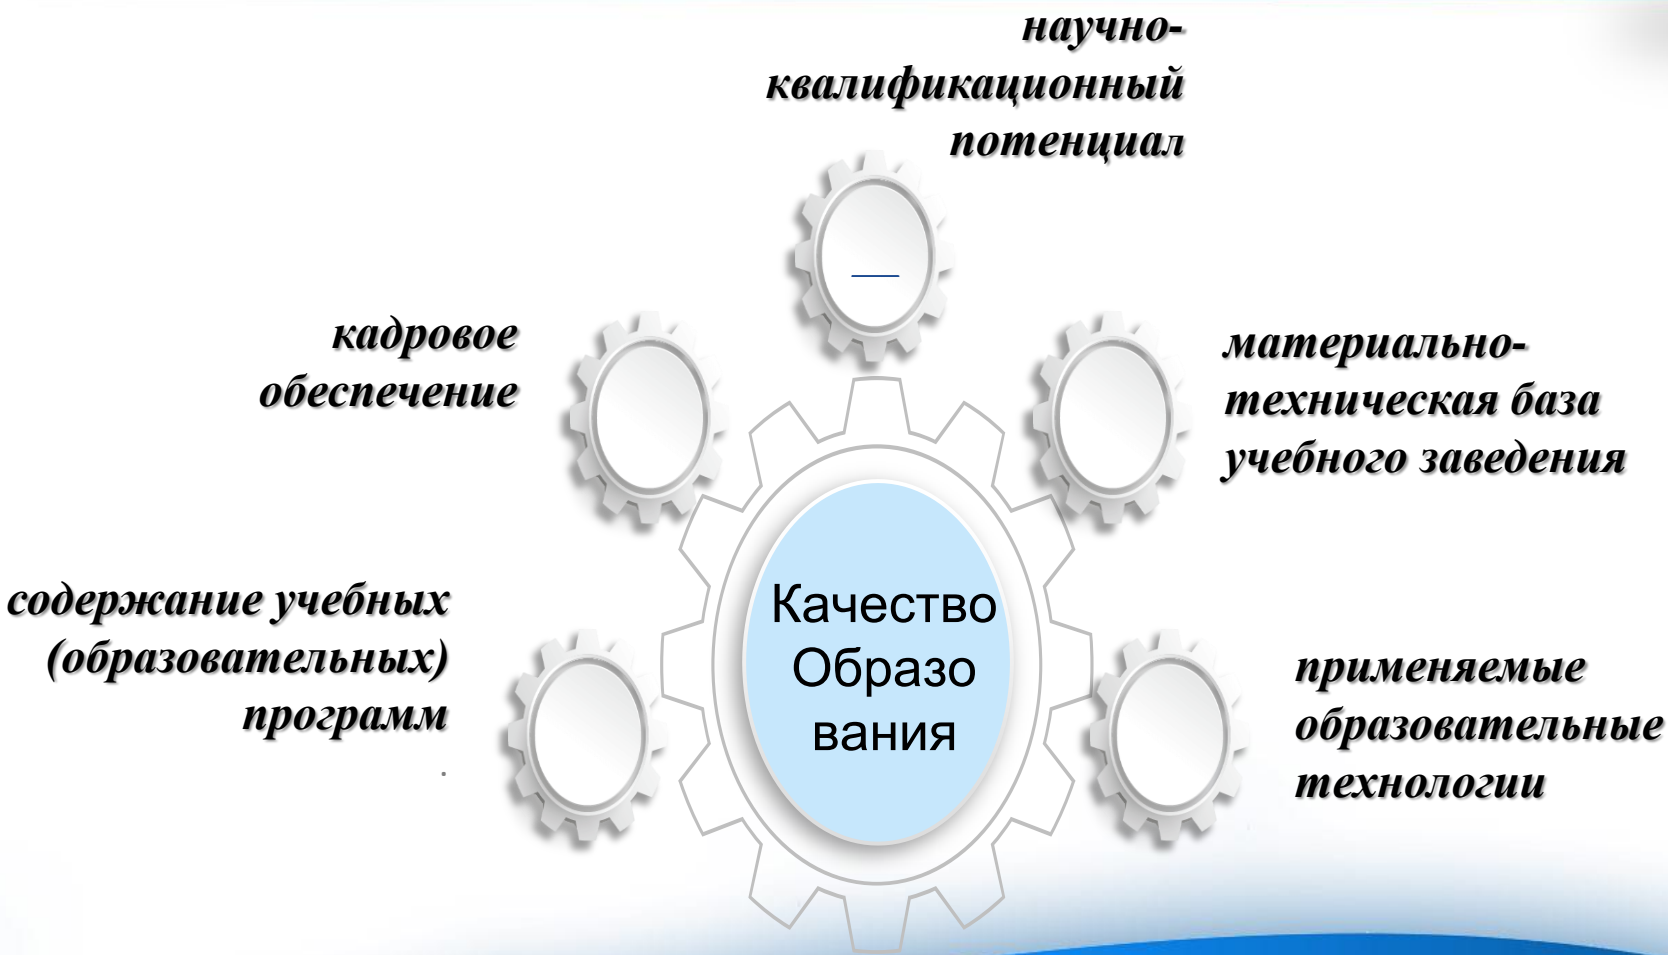 научно-
квалификационный
потенциал
кадровое
обеспечение
материально-
техническая база
учебного заведения
содержание учебных
(образовательных)
программ
.
Качество
Образо
вания
применяемые
образовательные
технологии